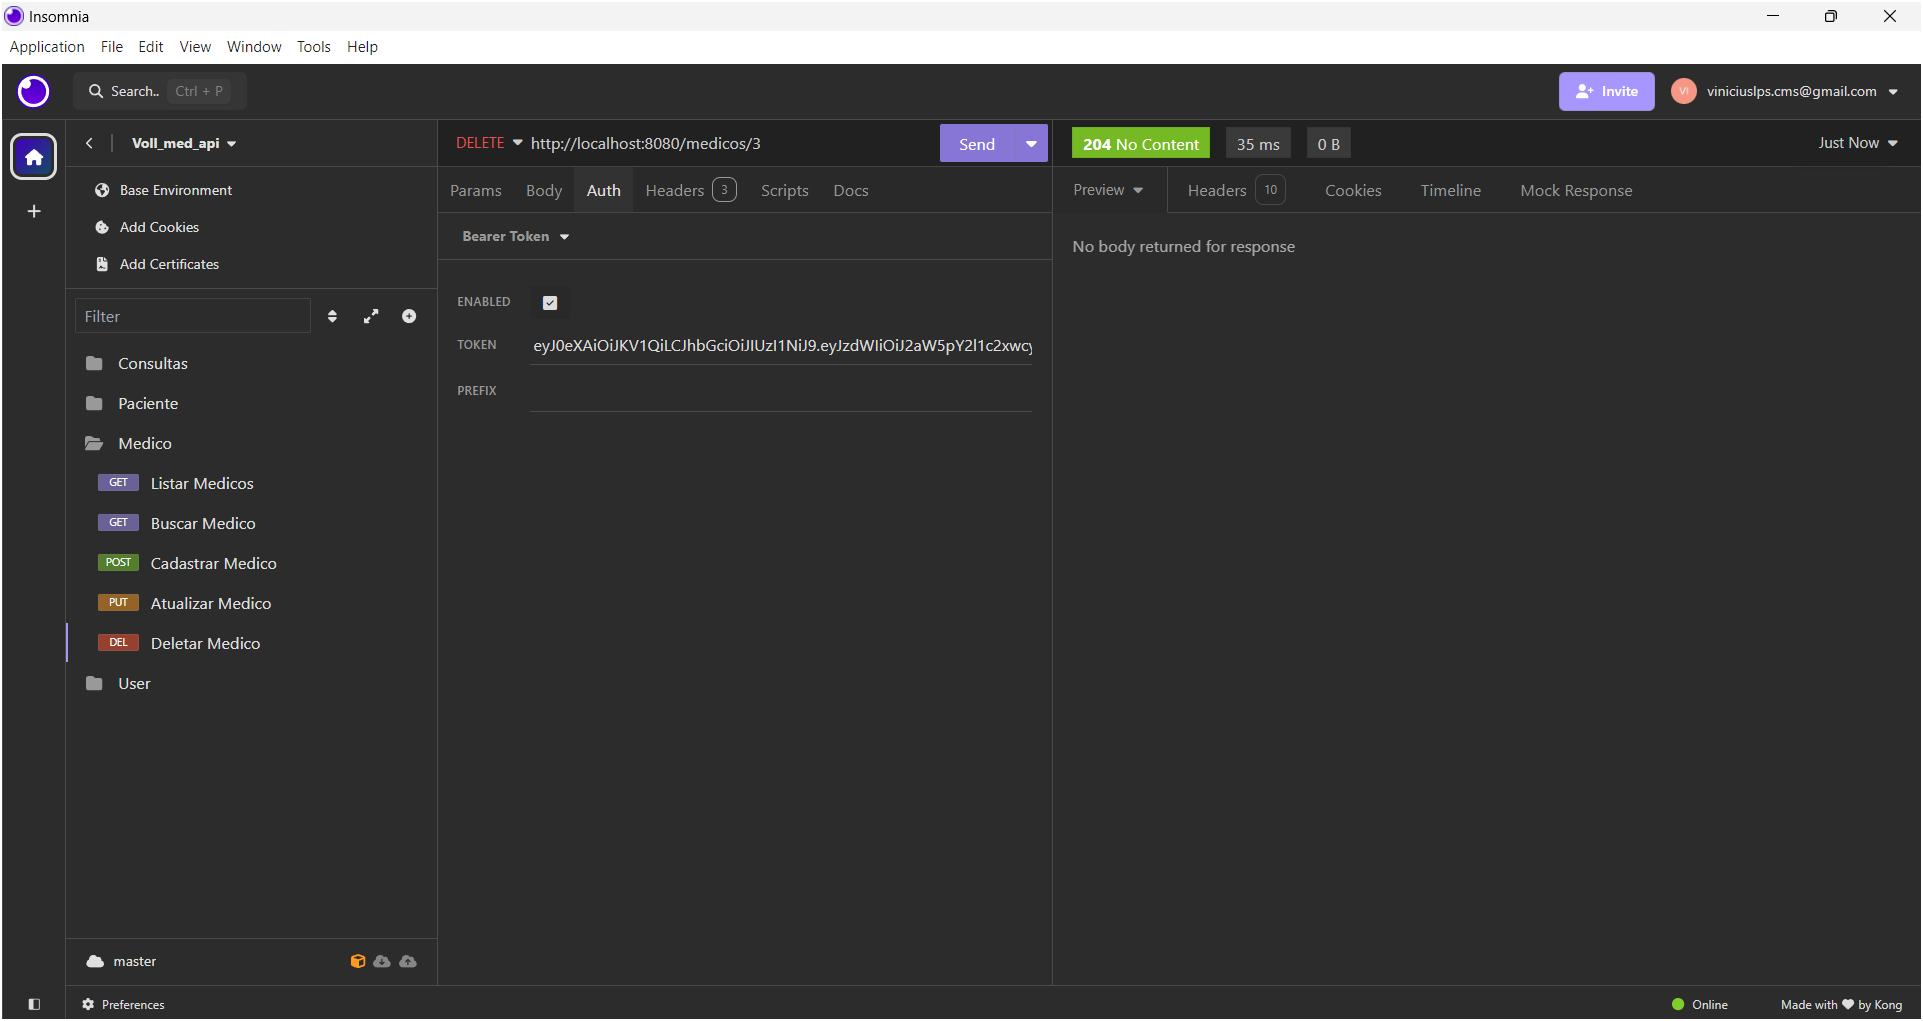 Insomnia
Application File Edit View Window Tools Help
Search.. Ctrl + P
Invite
VI viniciuslps.cms@gmail.com
Voll_med_api
DELETE http://localhost:8080/medicos/3 Send
204 No Content 35 ms 0 B Just Now
Base Environment
Add Cookies
Add Certificates
Filter
Consultas
Paciente
Medico
GET Listar Medicos
GET Buscar Medico
POST Cadastrar Medico
PUT Atualizar Medico
DEL Deletar Medico
User
master
Params Body Auth Headers 3 Scripts Docs
Bearer Token
ENABLED
TOKEN eyJ0eXAiOiJKV1QiLCJhbGciOiJIUzI1NiJ9.eyJzdWIiOiJ2aW5pY2l1c2xwcy
PREFIX
Preview Headers 10 Cookies Timeline Mock Response
No body returned for response
Preferences
Online
Made with ♥ by Kong